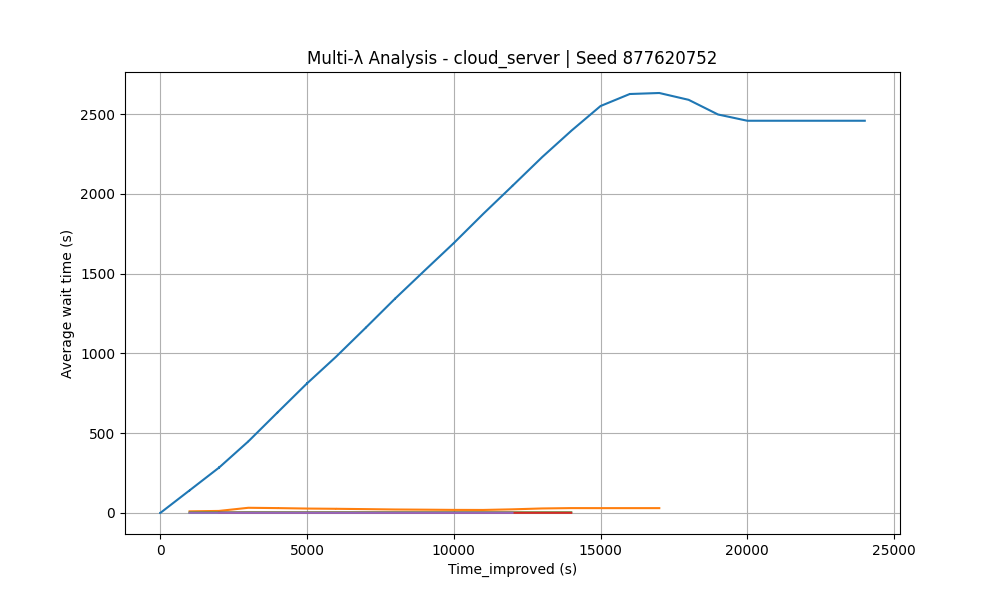 Multi-λ Analysis - cloud_server | Seed 877620752
Average wait time (s)
2500
2000
1500
1000
500
0
0 5000 10000 15000 20000 25000
Time_improved (s)